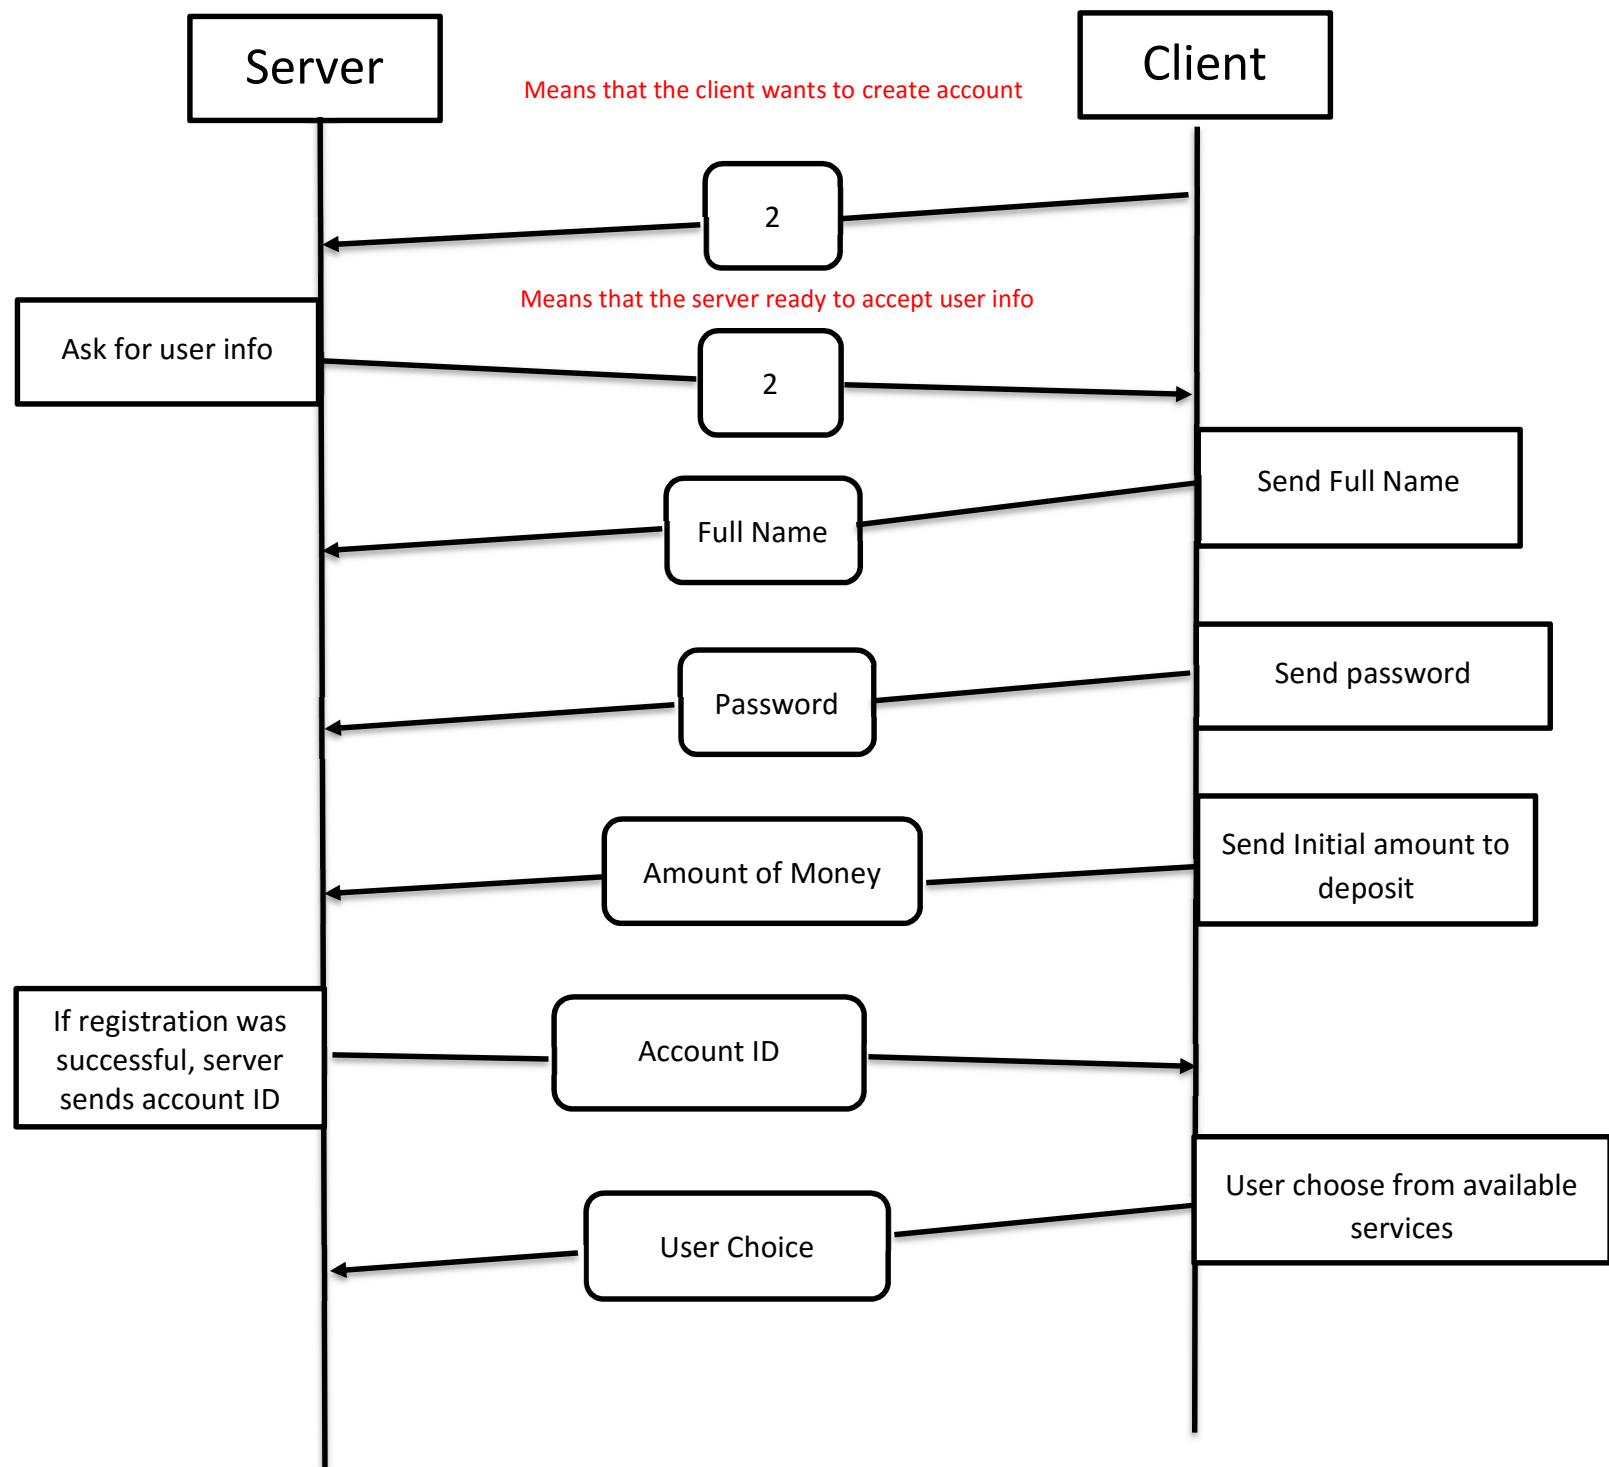 Server
Client
Means that the client wants to create account
2
Means that the server ready to accept user info
Ask for user info
2
Send Full Name
Full Name
Send password
Password
Send Initial amount to
deposit
Amount of Money
If registration was
successful, server
sends account ID
Account ID
User choose from available
services
User Choice